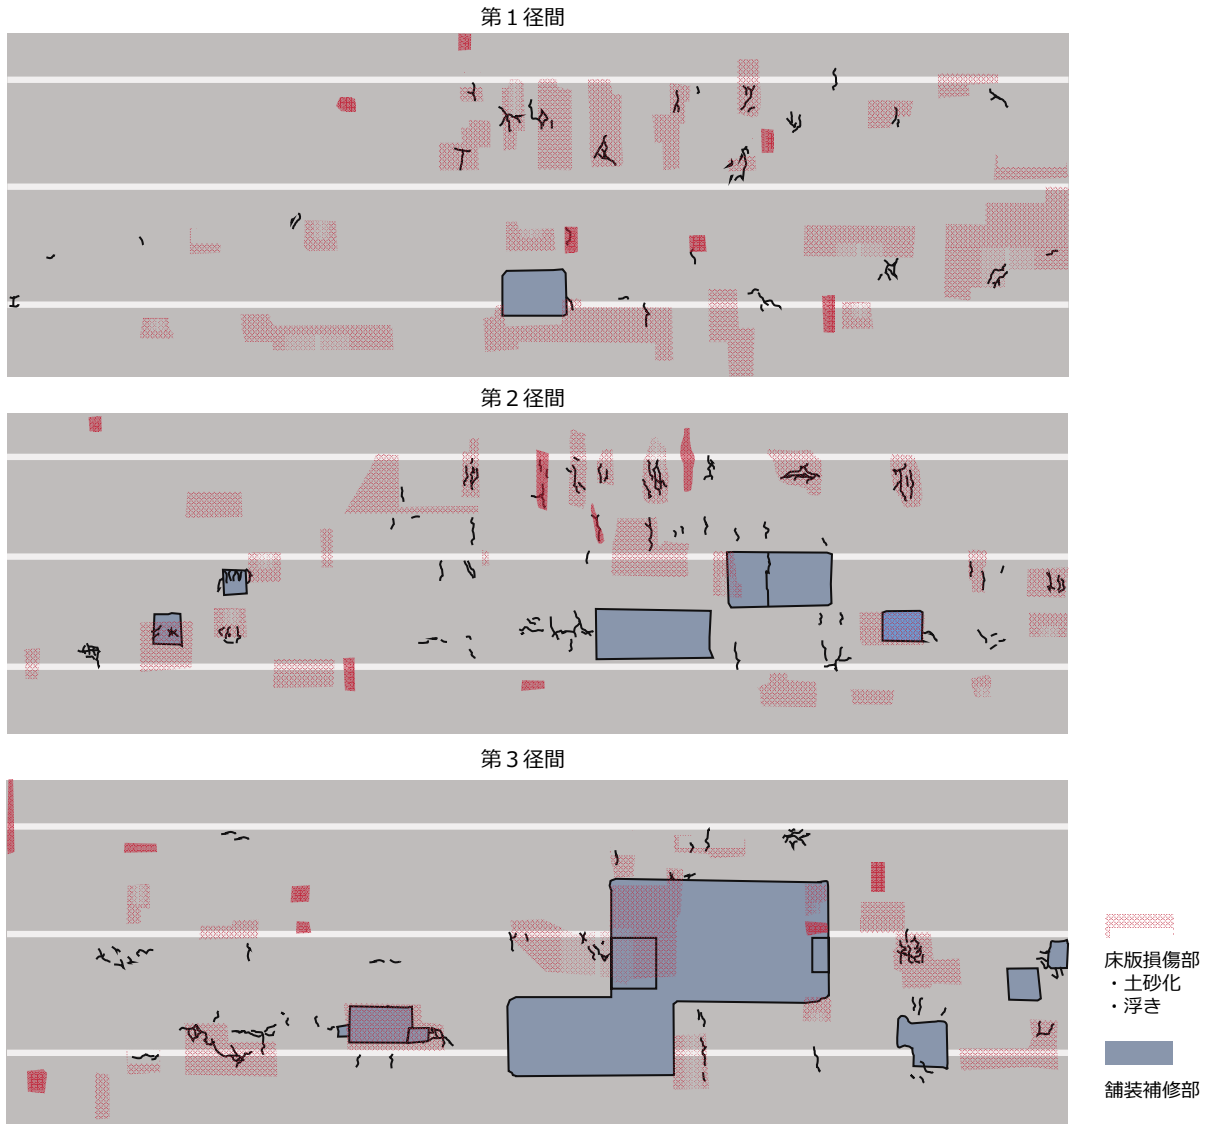 第１径間
第２径間
第３径間
床版損傷部
・土砂化
・浮き
舗装補修部